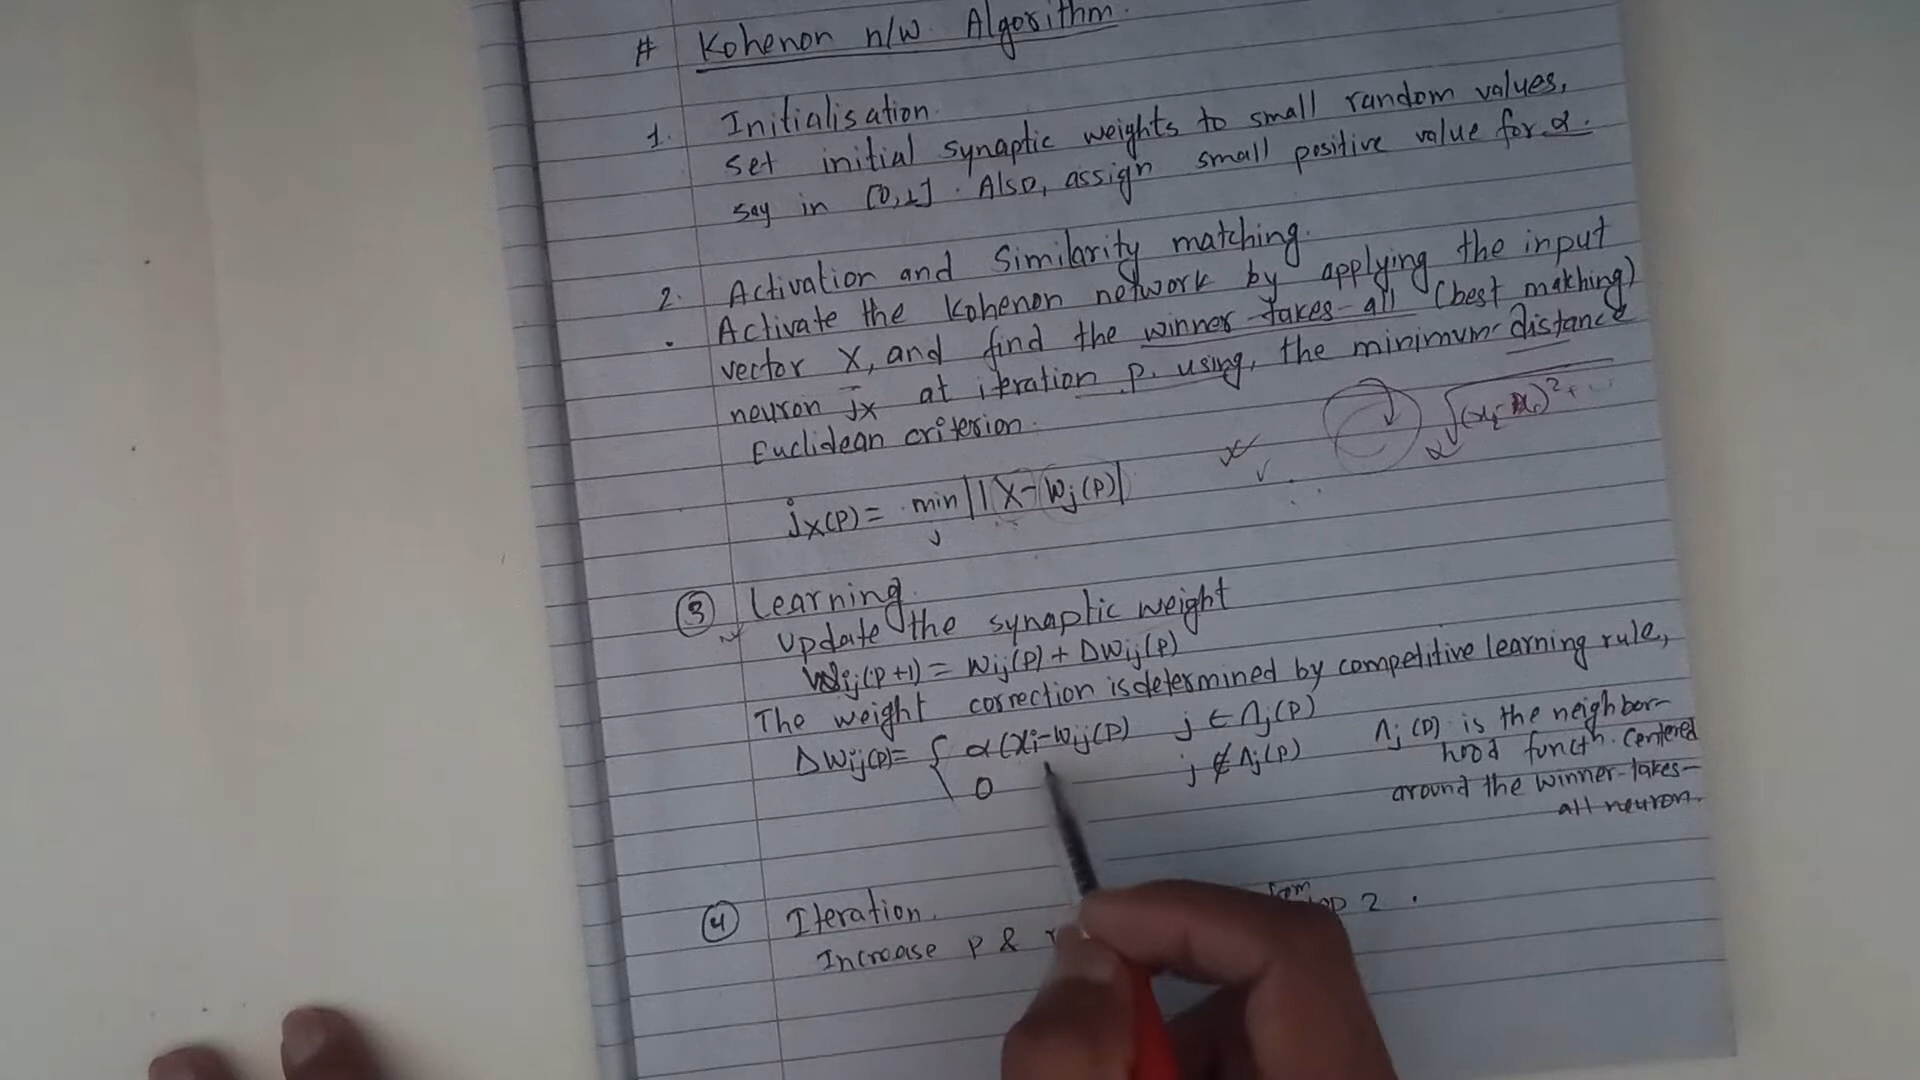 # Kohenon n/w. Algorithm.
1. Initialisation.
set initial synaptic weights to small random values,
say in [0,1]. Also, assign small positive value for α.
2. Activation and Similarity matching.
. Activate the Kohenon network by applying the input
vector X, and find the winner-takes-all (best matching)
neuron jx at iteration p. using, the minimum distance
Euclidean criterion.
jx(p) = min ||X - Wj(p)|
j
③ Learning.
Update the synaptic weight
Wij(p+1) = Wij(p) + ΔWij(p)
The weight correction is determined by competitive learning rule,
ΔWij(p) = { α(xi-wij(p) j ∈ Λj(p)
0 j ∉ Λj(p)
Λj(p) is the neighbor-
hood functn. centered
around the winner-takes-
all neuron.
④ Iteration.
Increase p & from 2.